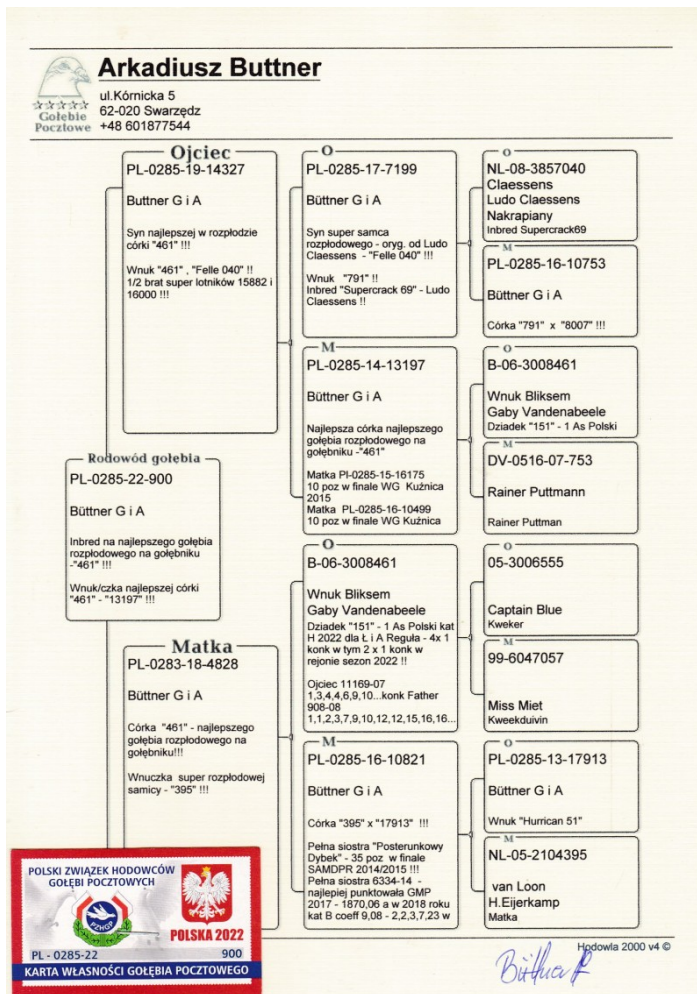 Arkadiusz Buttner
ul.Kórnicka 5
62-020 Swarzędz
+48 601877544
Gołebie
Pocztowe
Ojciec
PL-0285-19-14327
Buttner G i A
Syn najlepszej w rozpłodzie
córki "461" !!!
Wnuk "461" , "Felle 040" !!
1/2 brat super lotników 15882 i
16000 !!!
O
PL-0285-17-7199
Büttner G i A
Syn super samca
rozpłodowego - oryg. od Ludo
Claessens - "Felle 040" !!!
Wnuk "791" !!
Inbred "Supercrack 69" - Ludo
Claessens !!
O
NL-08-3857040
Claessens
Ludo Claessens
Nakrapiany
Inbred Supercrack69
M
PL-0285-16-10753
Büttner G i A
Córka "791" x "8007" !!!
M
PL-0285-14-13197
Büttner G i A
Najlepsza córka najlepszego
gołębia rozpłodowego na
gołębniku -"461"
Matka Pl-0285-15-16175
10 poz w finale WG Kuźnica
2015
Matka PL-0285-16-10499
10 poz w finale WG Kuźnica
O
B-06-3008461
Wnuk Bliksem
Gaby Vandenabeele
Dziadek "151" - 1 As Polski
M
DV-0516-07-753
Rainer Puttmann
Rainer Puttman
Rodowód gołębia
PL-0285-22-900
Büttner G i A
Inbred na najlepszego gołębia
rozpłodowego na gołębniku
-"461" !!!
Wnuk/czka najlepszej córki
"461" - "13197" !!!
Matka
PL-0283-18-4828
Büttner G i A
Córka "461" - najlepszego
gołębia rozpłodowego na
gołębniku!!!
Wnuczka super rozpłodowej
samicy - "395" !!!
O
B-06-3008461
Wnuk Bliksem
Gaby Vandenabeele
Dziadek "151" - 1 As Polski kat
H 2022 dla Ł i A Reguła - 4x 1
konk w tym 2 x 1 konk w
rejonie sezon 2022 !!
Ojciec 11169-07
1,3,4,4,6,9,10...konk Father
908-08
1,1,2,3,7,9,10,12,12,15,16,16...
O
05-3006555
Captain Blue
Kweker
M
99-6047057
Miss Miet
Kweekduivin
M
PL-0285-16-10821
Büttner G i A
Córka "395" x "17913" !!!
Pełna siostra "Posterunkowy
Dybek" - 35 poz w finale
SAMDPR 2014/2015 !!!
Pełna siostra 6334-14 -
najlepiej punktowała GMP
2017 - 1870,06 a w 2018 roku
kat B coeff 9,08 - 2,2,3,7,23 w
O
PL-0285-13-17913
Büttner G i A
Wnuk "Hurrican 51"
M
NL-05-2104395
van Loon
H.Eijerkamp
Matka
POLSKI ZWIĄZEK HODOWCÓW
GOŁĘBI POCZTOWYCH
PZHGP
POLSKA 2022
PL - 0285-22 900
KARTA WŁASNOŚCI GOŁĘBIA POCZTOWEGO
Hodowla 2000 v4 ©